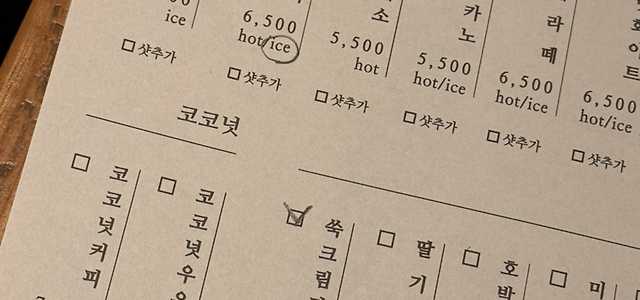 ice
6,500
hot/ice
소
5,500
hot
카노
5,500
hot/ice
라떼
6,500
hot/ice
트
6,500
hot/ice
샷추가
샷추가
샷추가
샷추가
샷추가
샷추가
코코넛
코코넛커피
코코넛우
쑥크림
딸기
호박
미